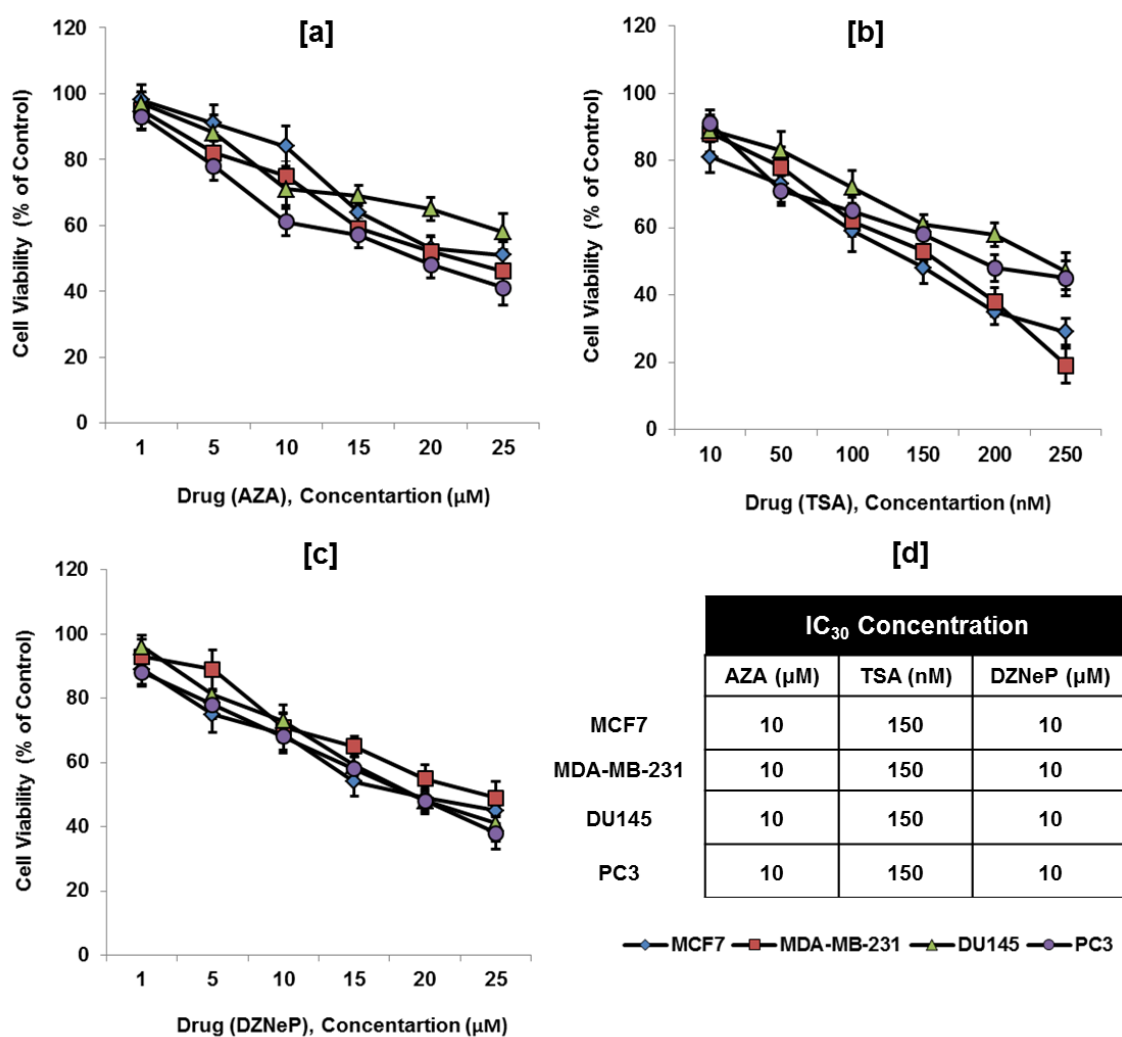 [a]
120
100
80
60
40
20
0
Cell Viability (% of Control)
1 5 10 15 20 25
Drug (AZA), Concentartion (µM)
[b]
120
100
80
60
40
20
0
Cell Viability (% of Control)
10 50 100 150 200 250
Drug (TSA), Concentartion (nM)
[c]
120
100
80
60
40
20
0
Cell Viability (% of Control)
1 5 10 15 20 25
Drug (DZNeP), Concentartion (µM)
[d]
IC30 Concentration
AZA (µM) TSA (nM) DZNeP (µM)
MCF7 10 150 10
MDA-MB-231 10 150 10
DU145 10 150 10
PC3 10 150 10
MCF7 MDA-MB-231 DU145 PC3